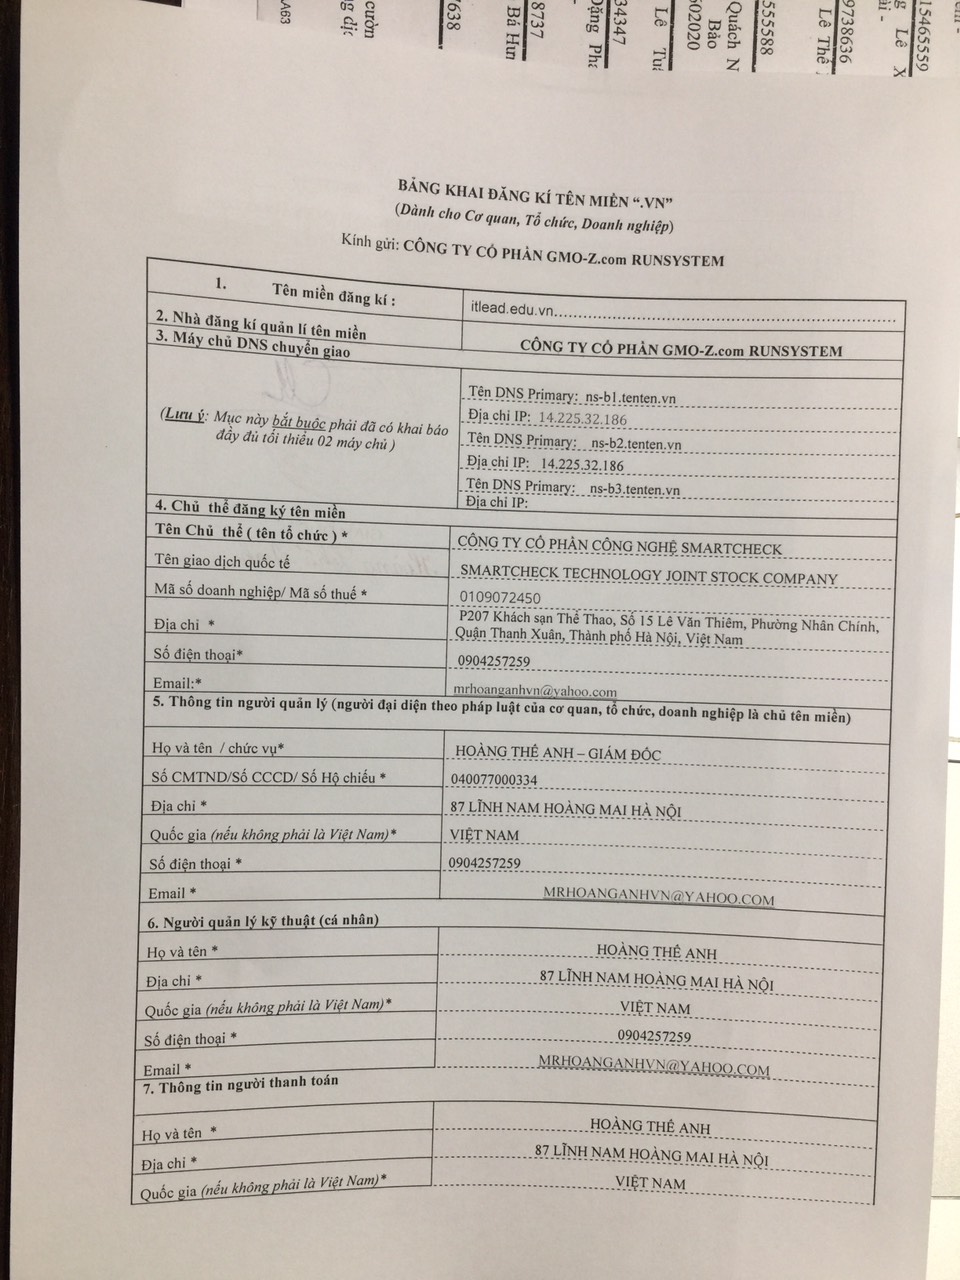 A63
cườn
g dịc
7638
8737
Bá Hưn
34347
Đặng Phạ
Lê Tuấ
602020
Quách N
Bảo
555588
9738636
Lê Thế
15465559
g Lê X
ài -
BẢNG KHAI ĐĂNG KÍ TÊN MIỀN “.VN”
(Dành cho Cơ quan, Tổ chức, Doanh nghiệp)
Kính gửi: CÔNG TY CỔ PHẦN GMO-Z.com RUNSYSTEM
1. Tên miền đăng kí : itlead.edu.vn
2. Nhà đăng kí quản lí tên miền CÔNG TY CỔ PHẦN GMO-Z.com RUNSYSTEM
3. Máy chủ DNS chuyển giao
(Lưu ý: Mục này bắt buộc phải đã có khai báo
đầy đủ tối thiểu 02 máy chủ )
Tên DNS Primary: ns-b1.tenten.vn
Địa chỉ IP: 14.225.32.186
Tên DNS Primary: ns-b2.tenten.vn
Địa chỉ IP: 14.225.32.186
Tên DNS Primary: ns-b3.tenten.vn
Địa chỉ IP:
4. Chủ thể đăng ký tên miền
Tên Chủ thể ( tên tổ chức ) * CÔNG TY CỔ PHẦN CÔNG NGHỆ SMARTCHECK
Tên giao dịch quốc tế SMARTCHECK TECHNOLOGY JOINT STOCK COMPANY
Mã số doanh nghiệp/ Mã số thuế * 0109072450
Địa chỉ * P207 Khách sạn Thể Thao, Số 15 Lê Văn Thiêm, Phường Nhân Chính,
Quận Thanh Xuân, Thành phố Hà Nội, Việt Nam
Số điện thoại* 0904257259
Email:* mrhoanganhvn@yahoo.com
5. Thông tin người quản lý (người đại diện theo pháp luật của cơ quan, tổ chức, doanh nghiệp là chủ tên miền)
Họ và tên / chức vụ* HOÀNG THẾ ANH – GIÁM ĐỐC
Số CMTND/Số CCCD/ Số Hộ chiếu * 040077000334
Địa chỉ * 87 LĨNH NAM HOÀNG MAI HÀ NỘI
Quốc gia (nếu không phải là Việt Nam)* VIỆT NAM
Số điện thoại * 0904257259
Email * MRHOANGANHVN@YAHOO.COM
6. Người quản lý kỹ thuật (cá nhân)
Họ và tên * HOÀNG THẾ ANH
Địa chỉ * 87 LĨNH NAM HOÀNG MAI HÀ NỘI
Quốc gia (nếu không phải là Việt Nam)* VIỆT NAM
Số điện thoại * 0904257259
Email * MRHOANGANHVN@YAHOO.COM
7. Thông tin người thanh toán
Họ và tên * HOÀNG THẾ ANH
Địa chỉ * 87 LĨNH NAM HOÀNG MAI HÀ NỘI
Quốc gia (nếu không phải là Việt Nam)* VIỆT NAM